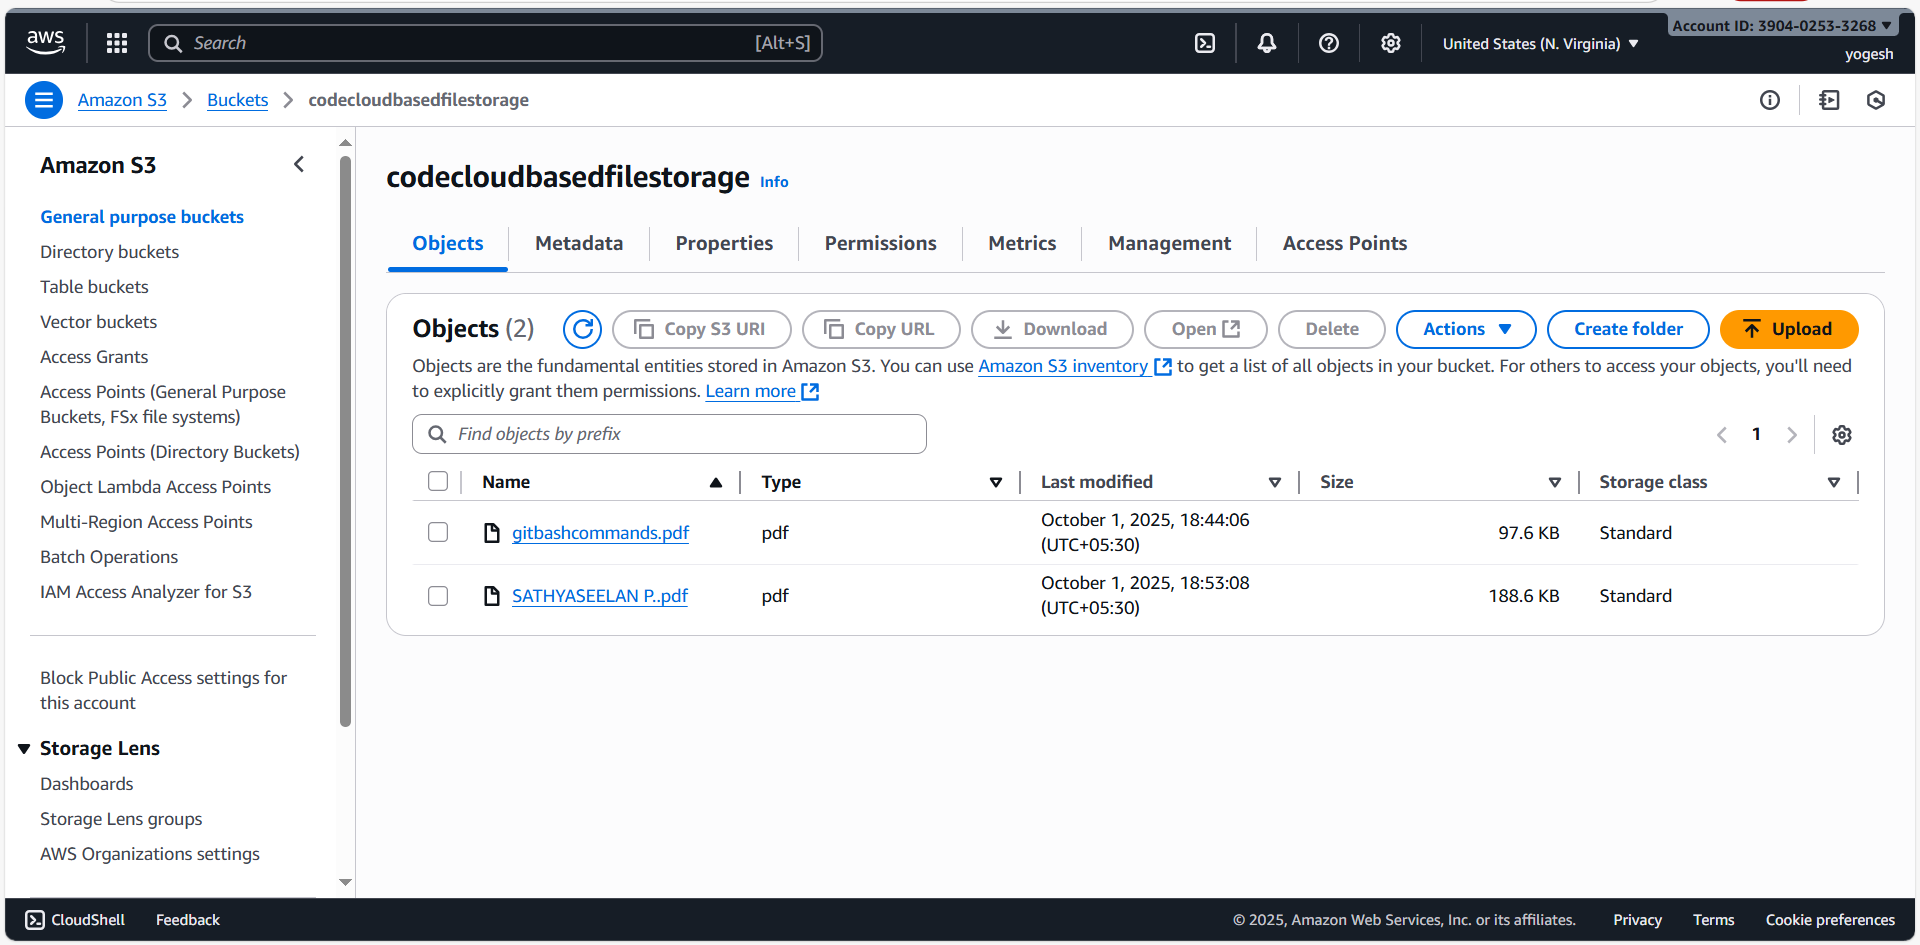 aws
Search [Alt+S]
United States (N. Virginia)
Account ID: 3904-0253-3268
yogesh
Amazon S3 > Buckets > codecloudbasedfilestorage
Amazon S3
General purpose buckets
Directory buckets
Table buckets
Vector buckets
Access Grants
Access Points (General Purpose
Buckets, FSx file systems)
Access Points (Directory Buckets)
Object Lambda Access Points
Multi-Region Access Points
Batch Operations
IAM Access Analyzer for S3
Block Public Access settings for
this account
Storage Lens
Dashboards
Storage Lens groups
AWS Organizations settings
codecloudbasedfilestorage Info
Objects Metadata Properties Permissions Metrics Management Access Points
Objects (2) Copy S3 URI Copy URL Download Open Delete Actions Create folder Upload
Objects are the fundamental entities stored in Amazon S3. You can use Amazon S3 inventory to get a list of all objects in your bucket. For others to access your objects, you'll need
to explicitly grant them permissions. Learn more
Find objects by prefix
1
Name Type Last modified Size Storage class
gitbashcommands.pdf pdf October 1, 2025, 18:44:06 97.6 KB Standard
(UTC+05:30)
SATHYASEELAN P..pdf pdf October 1, 2025, 18:53:08 188.6 KB Standard
(UTC+05:30)
CloudShell Feedback © 2025, Amazon Web Services, Inc. or its affiliates. Privacy Terms Cookie preferences